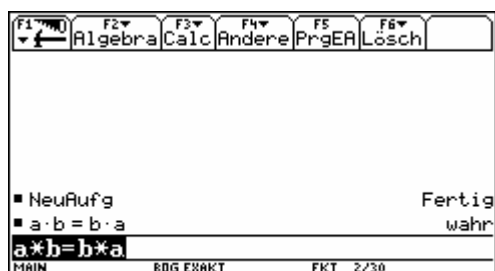 F1 F2 F3 F4 F5 F6
Algebra Calc Andere PrgEA Lösch
NeuAufg Fertig
a·b = b·a wahr
a*b=b*a
MAIN BOG EXAKT FKT 2/30